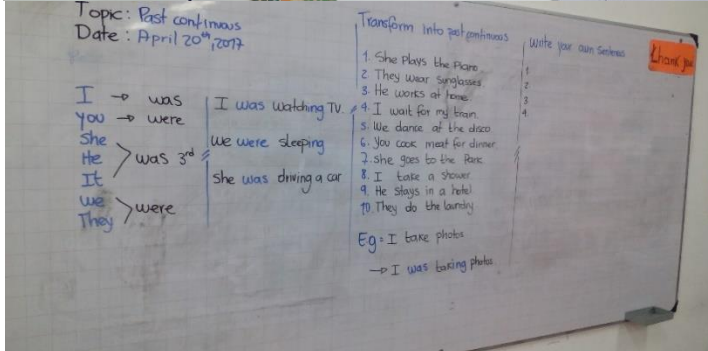 Topic: Past continuous
Date: April 20th, 2017
I → was
You → were
She
He
It
was 3rd
We
They
were
I was watching TV.
We were sleeping
She was driving a car
Transform into past continuous
1. She Plays the Piano
2. They wear sunglasses
3. He works at home
4. I wait for my train
5. We dance at the disco
6. You cook meat for dinner
7. She goes to the Park
8. I take a shower
9. He stays in a hotel
10. They do the laundry
Eg= I take photos
→ I was taking photos
Write your own sentences
1
2
3
4
Thank you